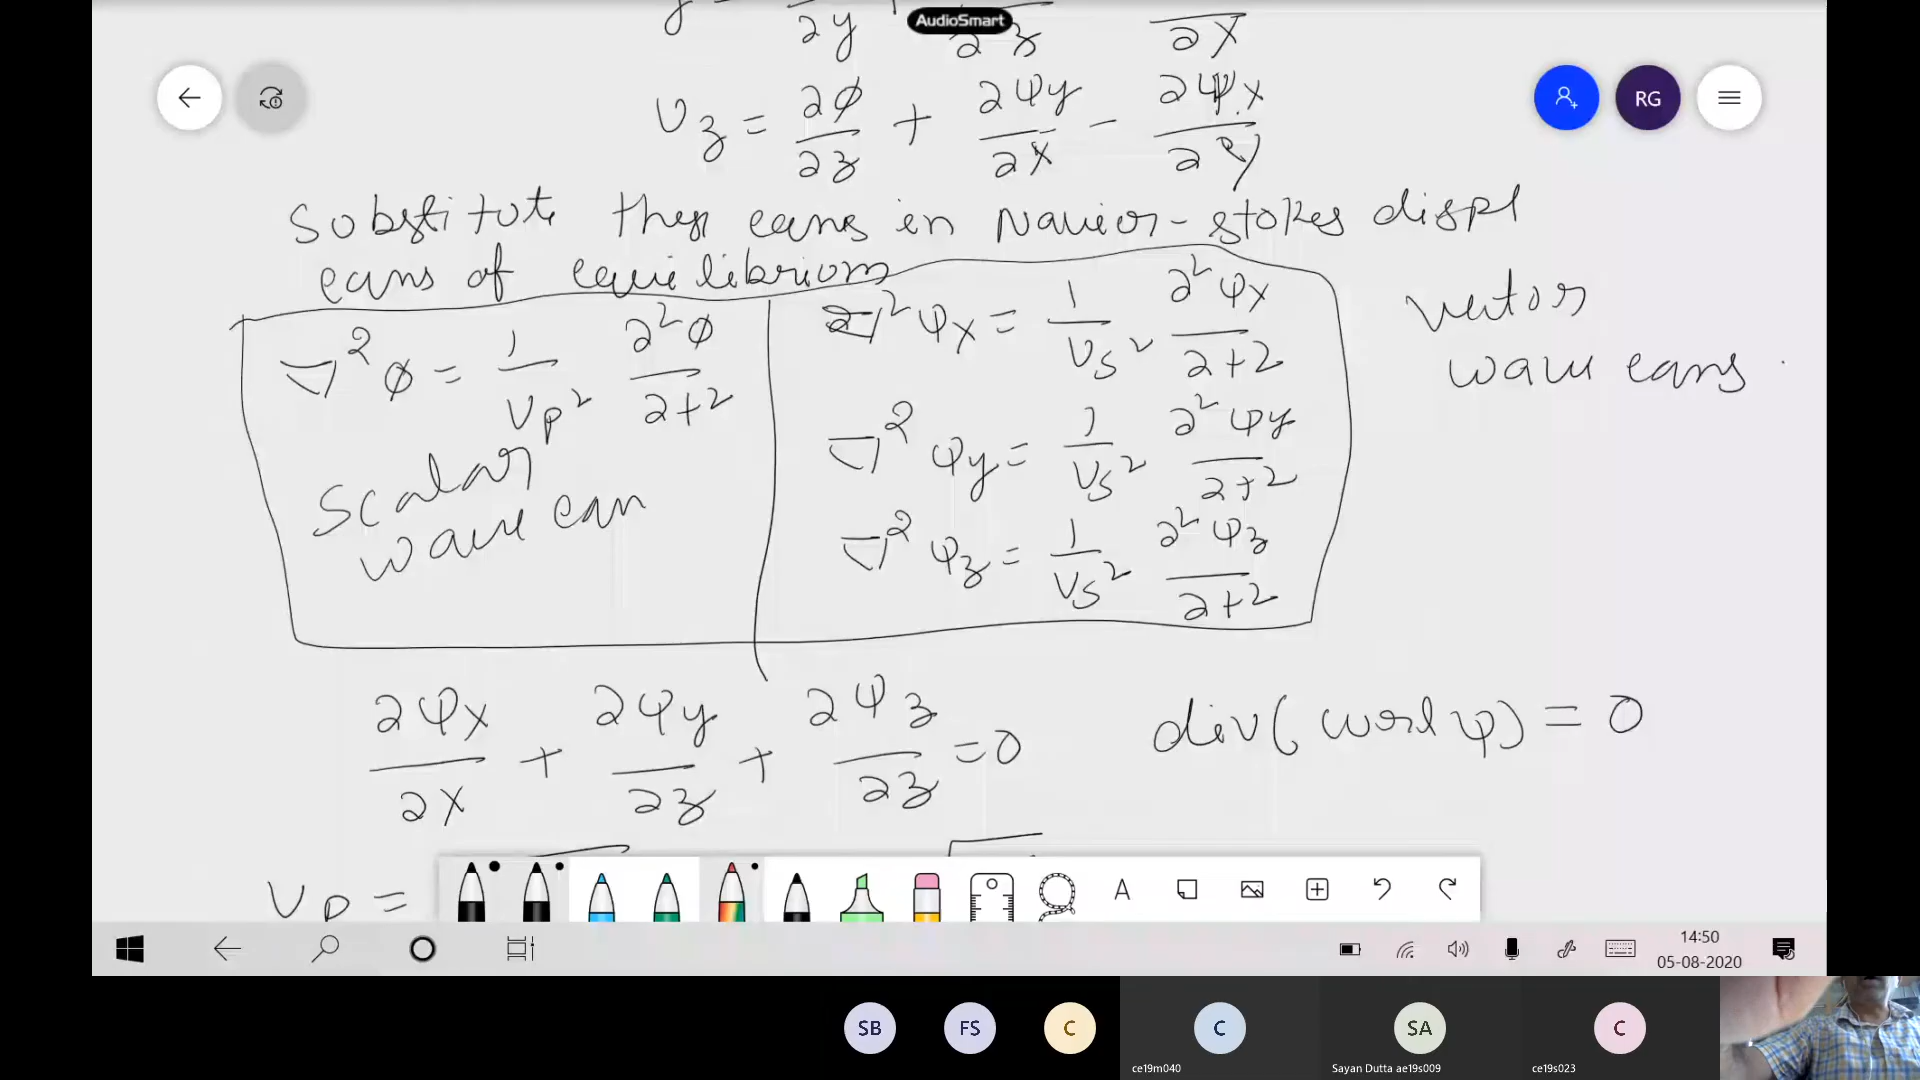 AudioSmart
∂y ∂z ∂x
υz = ∂φ/∂z + ∂ψy/∂x − ∂ψx/∂y
RG
Substitute these eqns in Navier-Stokes displ
eqns of equilibrium
∇²φ = 1/Vp² ∂²φ/∂t²
Scalar
wave eqn
∇²ψx = 1/Vs² ∂²ψx/∂t²
∇²ψy = 1/Vs² ∂²ψy/∂t²
∇²ψz = 1/Vs² ∂²ψz/∂t²
vector
wave eqns
∂ψx/∂x + ∂ψy/∂z + ∂ψz/∂z = 0
div(curl ψ) = 0
Vp =
A
14:50
05-08-2020
SB FS C C SA C
ce19m040 Sayan Dutta ae19s009 ce19s023